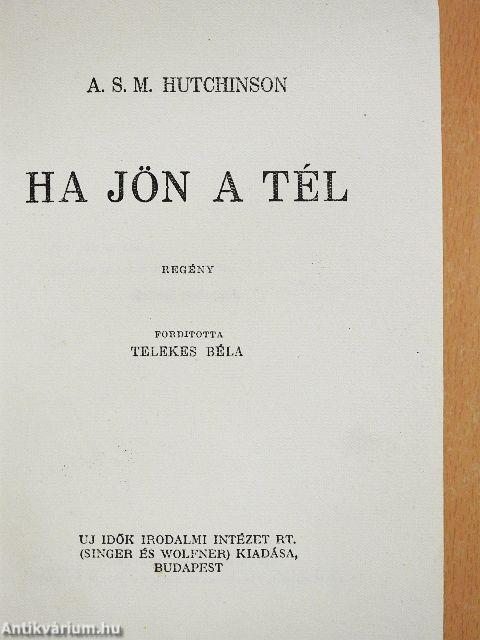 A. S. M. HUTCHINSON
HA JÖN A TÉL
REGÉNY
FORDITOTTA
TELEKES BÉLA
UJ IDŐK IRODALMI INTÉZET RT.
(SINGER ÉS WOLFNER) KIADÁSA,
BUDAPEST
Antikvárium.hu